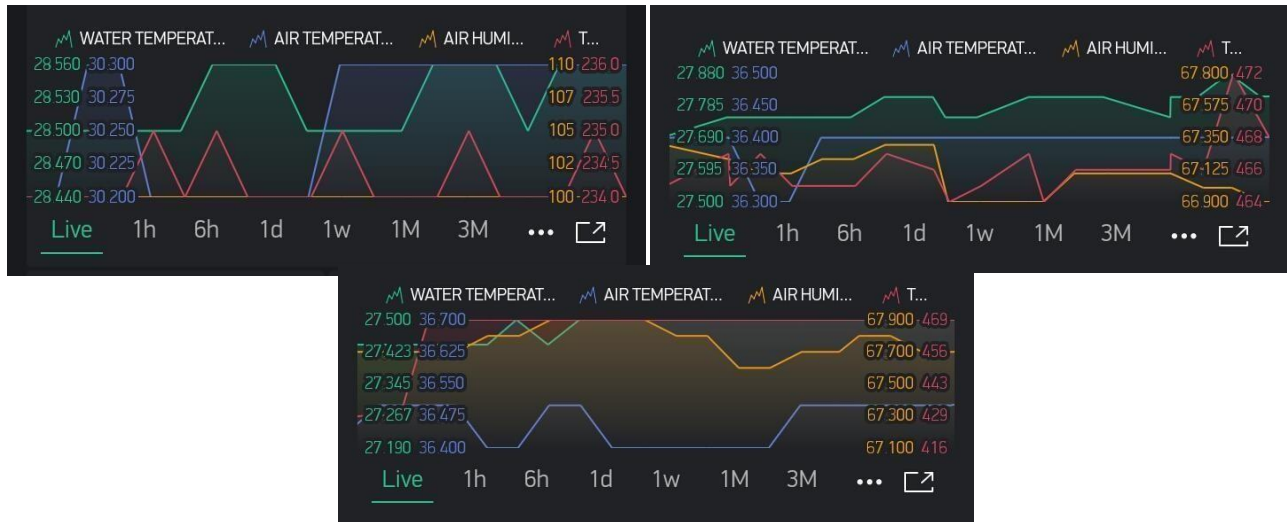 WATER TEMPERAT... AIR TEMPERAT... AIR HUMI... T...
28 560 30 300 110 236.0
28 530 30 275 107 235.5
28 500 30 250 105 235.0
28 470 30 225 102 234.5
28 440 30 200 100 234.0
Live 1h 6h 1d 1w 1M 3M •••
WATER TEMPERAT... AIR TEMPERAT... AIR HUMI... T...
27 880 36 500 67 800 472
27 785 36 450 67 575 470
27 690 36 400 67 350 468
27 595 36 350 67 125 466
27 500 36 300 66 900 464
Live 1h 6h 1d 1w 1M 3M •••
WATER TEMPERAT... AIR TEMPERAT... AIR HUMI... T...
27 500 36 700 67 900 469
27 423 36 625 67 700 456
27 345 36 550 67 500 443
27 267 36 475 67 300 429
27 190 36 400 67 100 416
Live 1h 6h 1d 1w 1M 3M •••